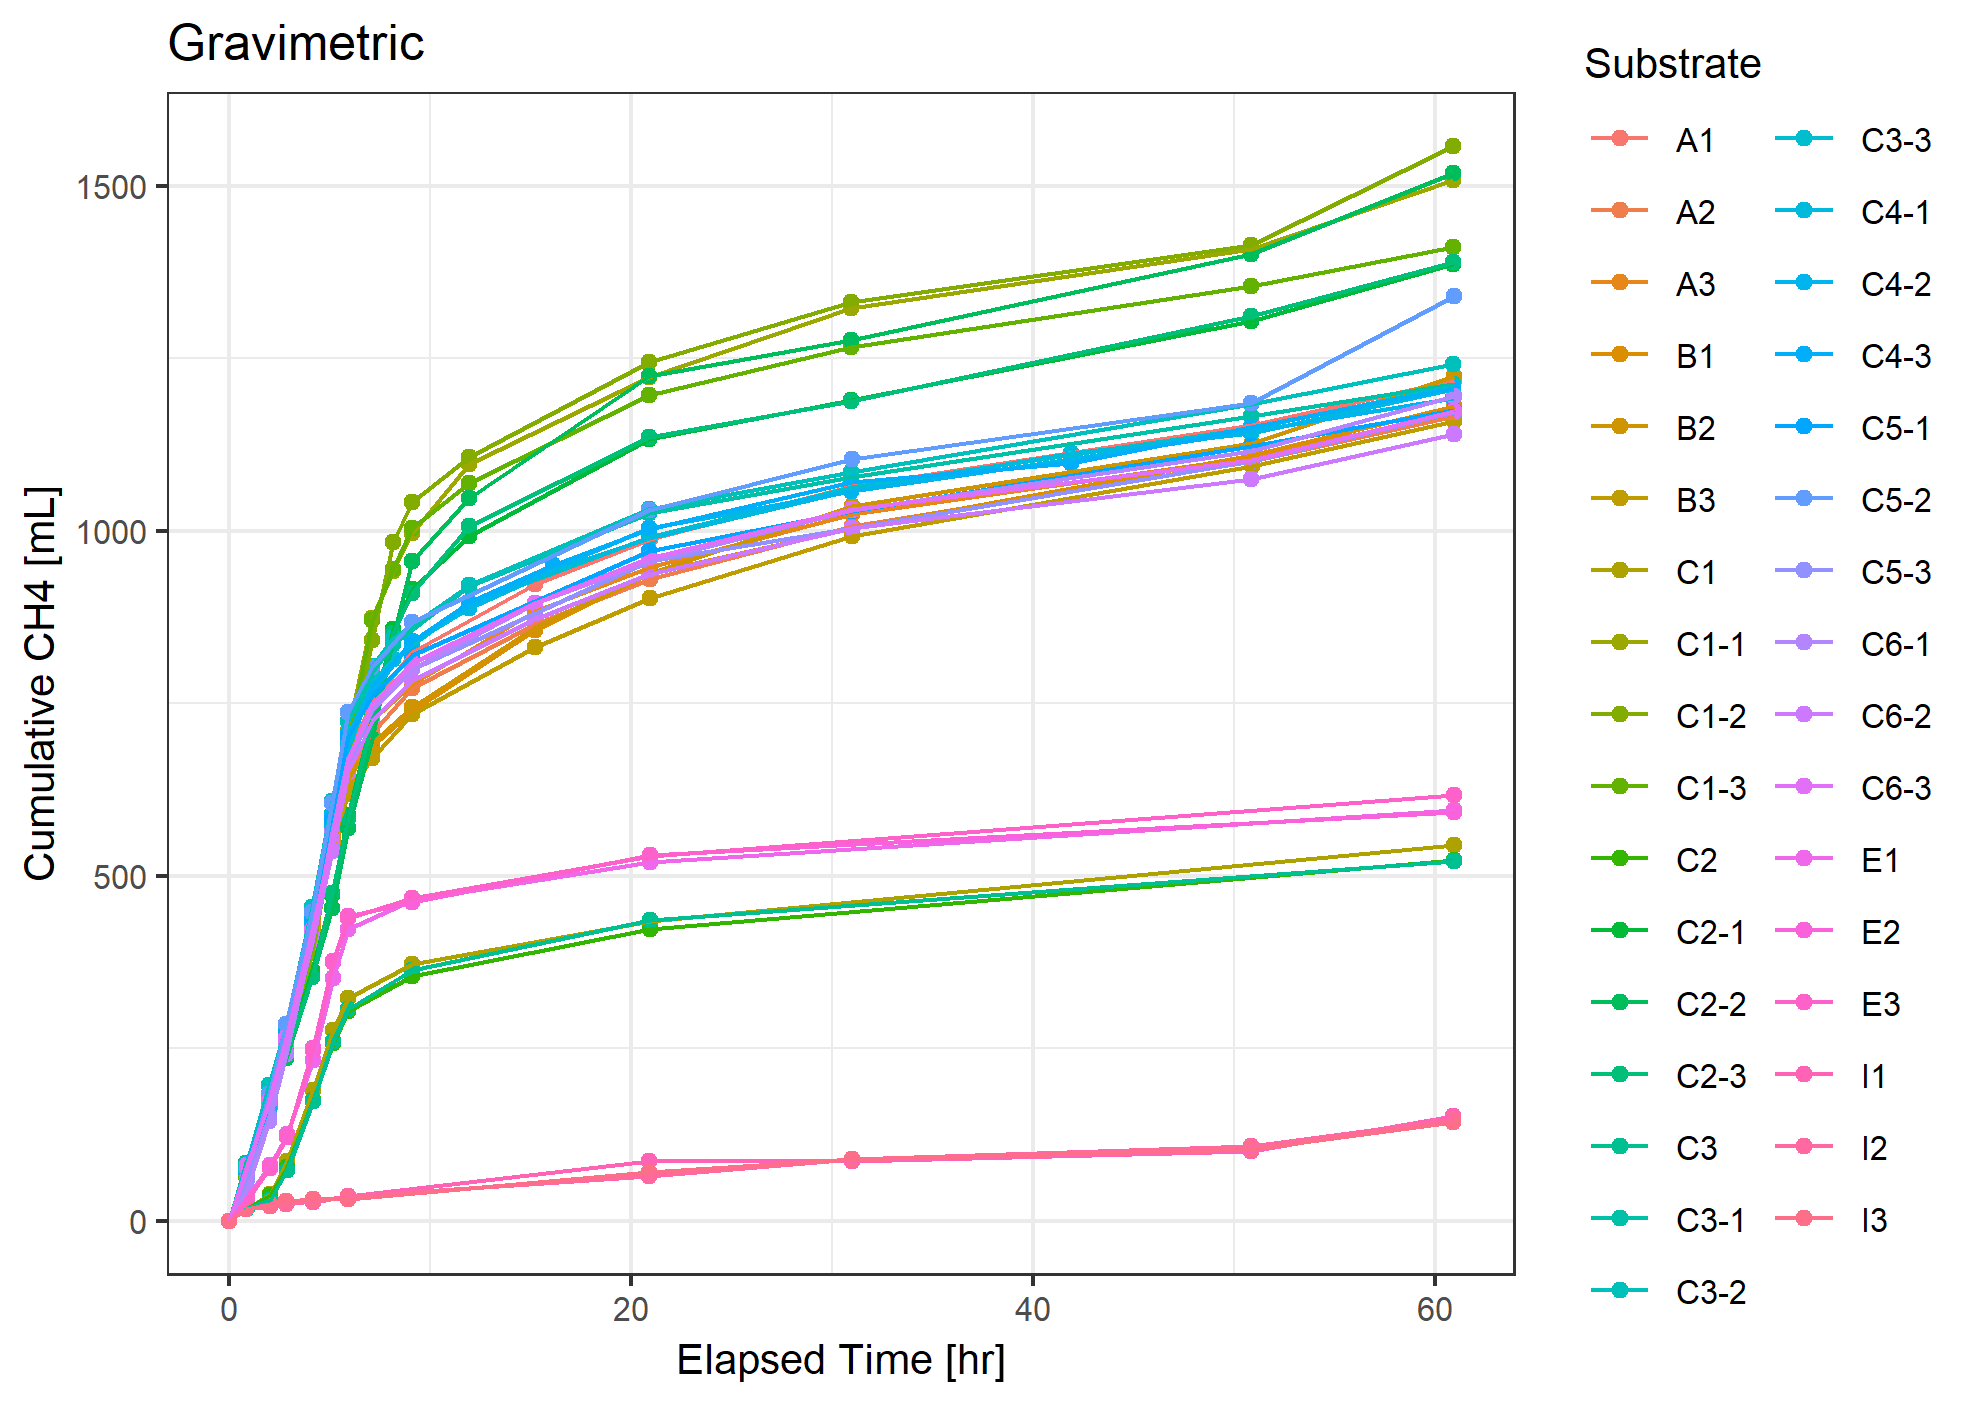 Gravimetric
Cumulative CH4 [mL]
1500
1000
500
0
0 20 40 60
Elapsed Time [hr]
Substrate
A1
A2
A3
B1
B2
B3
C1
C1-1
C1-2
C1-3
C2
C2-1
C2-2
C2-3
C3
C3-1
C3-2
C3-3
C4-1
C4-2
C4-3
C5-1
C5-2
C5-3
C6-1
C6-2
C6-3
E1
E2
E3
I1
I2
I3